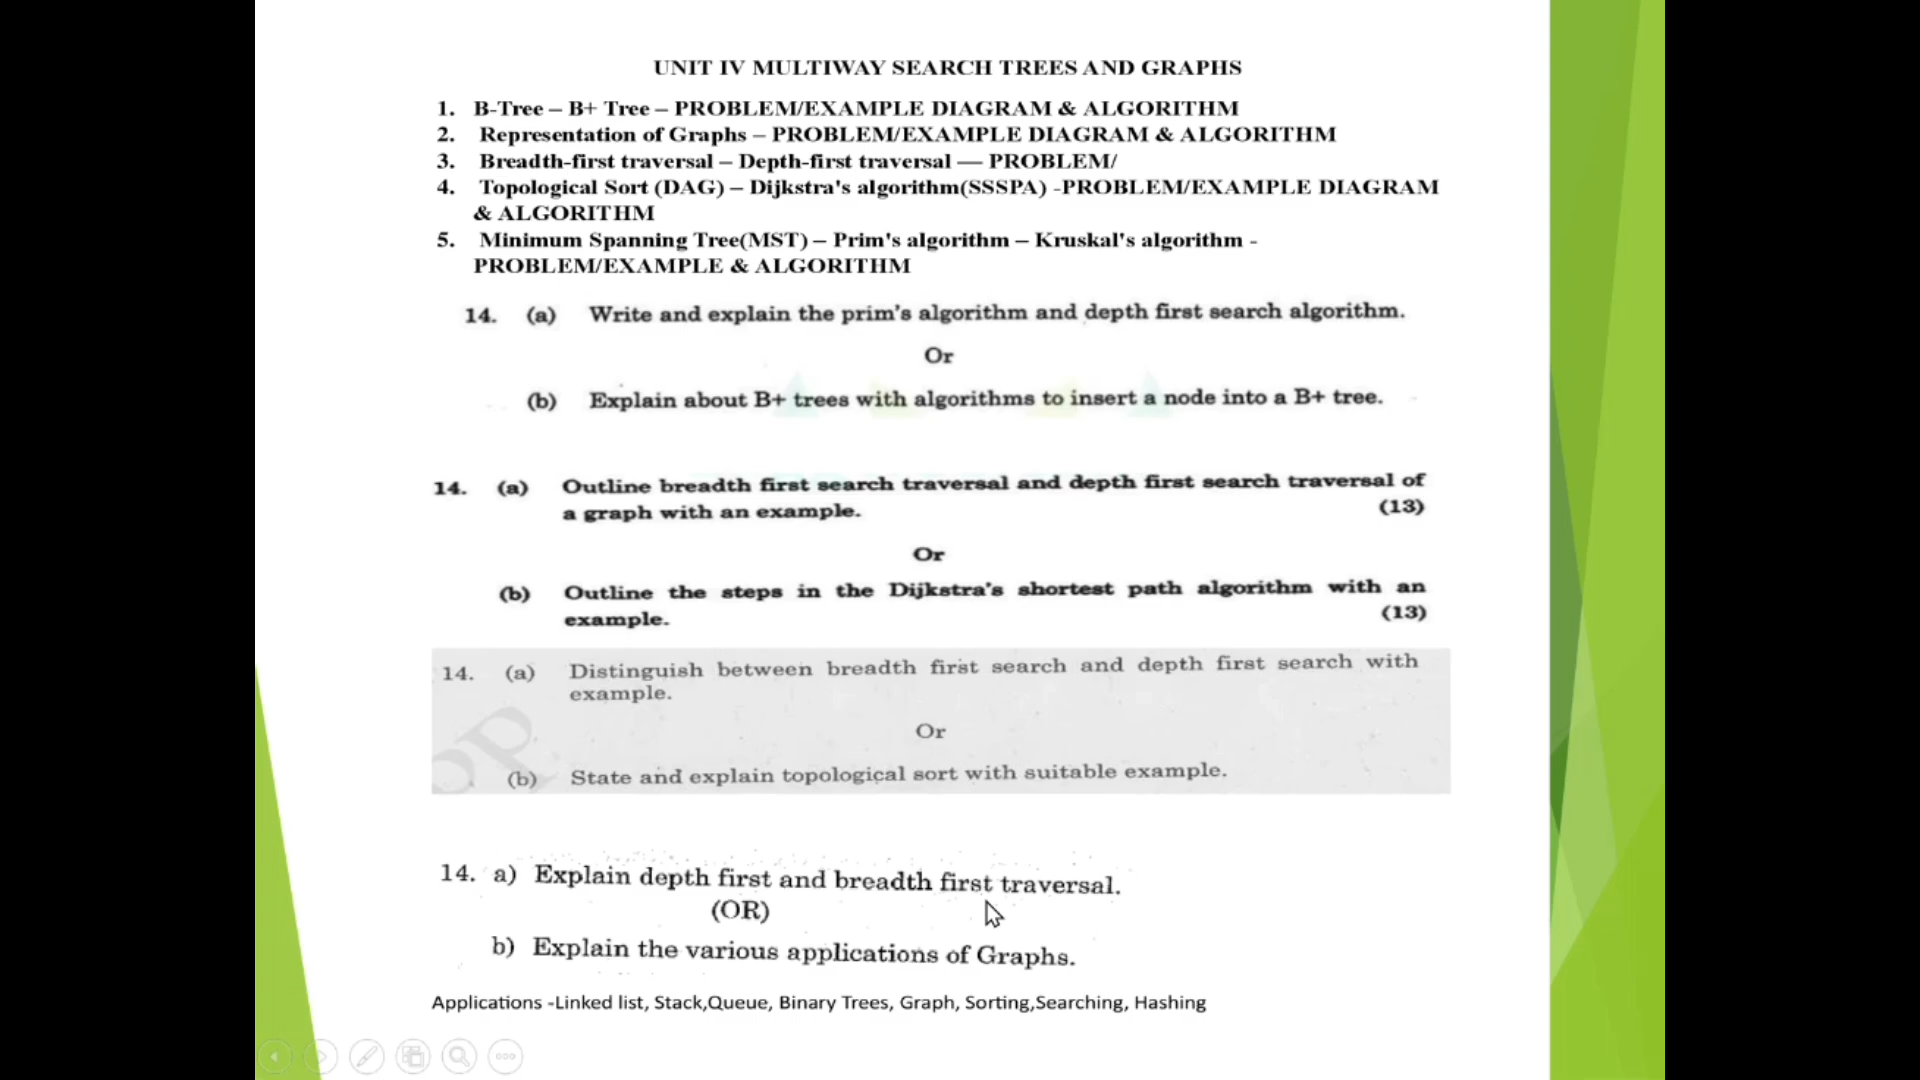 UNIT IV MULTIWAY SEARCH TREES AND GRAPHS
1. B-Tree – B+ Tree – PROBLEM/EXAMPLE DIAGRAM & ALGORITHM
2. Representation of Graphs – PROBLEM/EXAMPLE DIAGRAM & ALGORITHM
3. Breadth-first traversal – Depth-first traversal — PROBLEM/
4. Topological Sort (DAG) – Dijkstra's algorithm(SSSPA) -PROBLEM/EXAMPLE DIAGRAM
& ALGORITHM
5. Minimum Spanning Tree(MST) – Prim's algorithm – Kruskal's algorithm -
PROBLEM/EXAMPLE & ALGORITHM
14. (a) Write and explain the prim's algorithm and depth first search algorithm.
Or
(b) Explain about B+ trees with algorithms to insert a node into a B+ tree.
14. (a) Outline breadth first search traversal and depth first search traversal of
a graph with an example. (13)
Or
(b) Outline the steps in the Dijkstra's shortest path algorithm with an
example. (13)
14. (a) Distinguish between breadth first search and depth first search with
example.
Or
(b) State and explain topological sort with suitable example.
14. a) Explain depth first and breadth first traversal.
(OR)
b) Explain the various applications of Graphs.
Applications -Linked list, Stack,Queue, Binary Trees, Graph, Sorting,Searching, Hashing